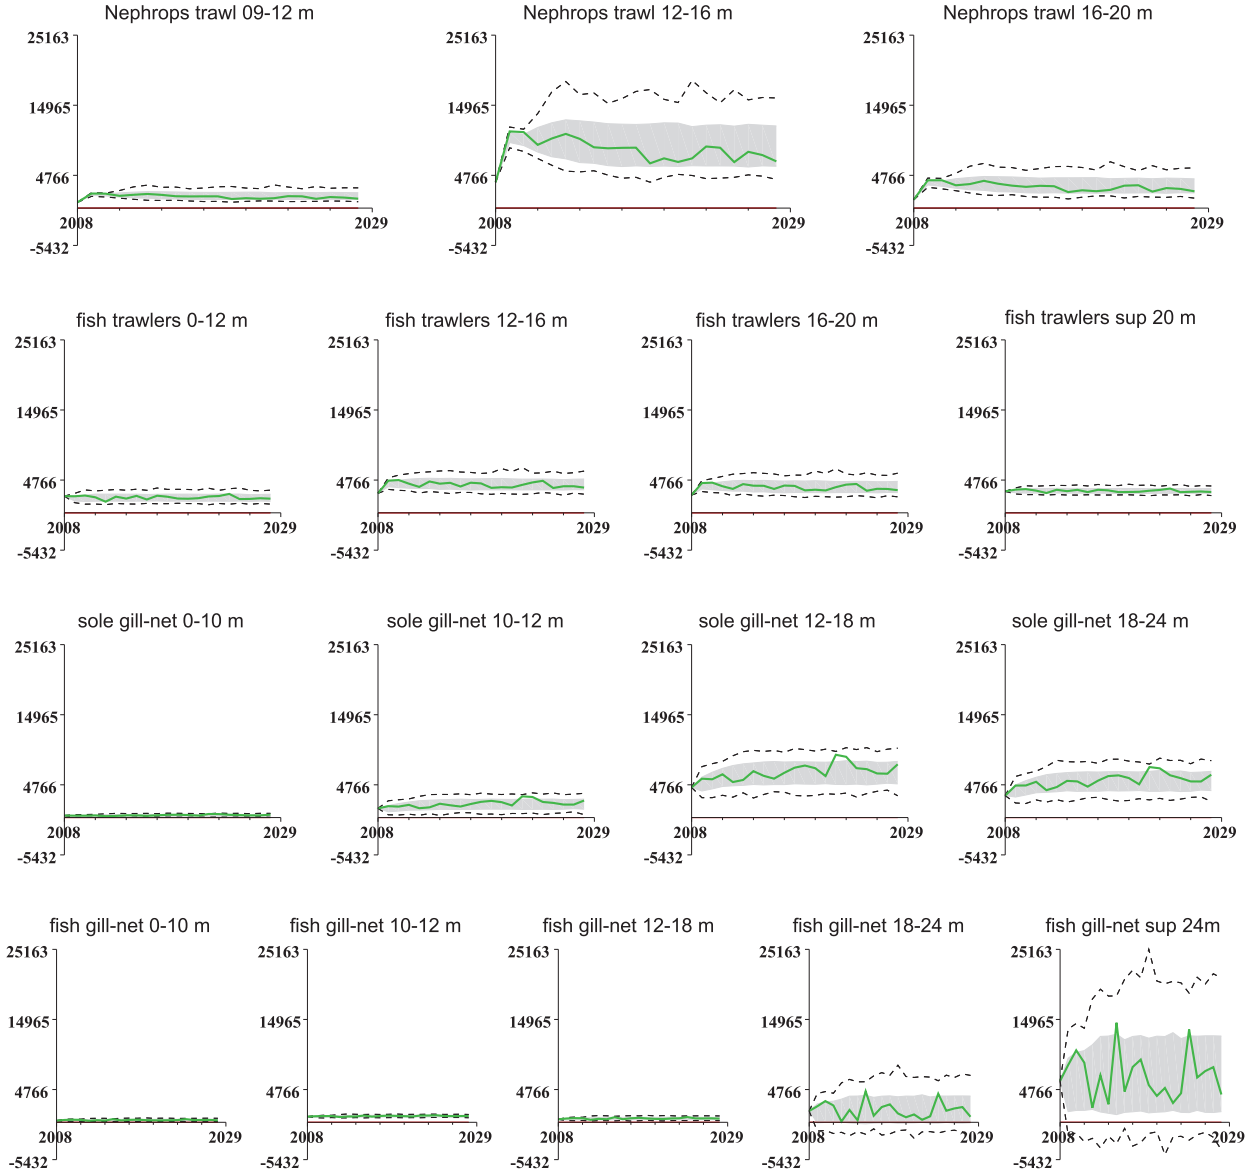 Nephrops trawl 09-12 m Nephrops trawl 12-16 m Nephrops trawl 16-20 m
25163 25163 25163
14965 14965 14965
4766 4766 4766
2008 2029 2008 2029 2008 2029
-5432 -5432 -5432
fish trawlers 0-12 m fish trawlers 12-16 m fish trawlers 16-20 m fish trawlers sup 20 m
25163 25163 25163 25163
14965 14965 14965 14965
4766 4766 4766 4766
2008 2029 2008 2029 2008 2029 2008 2029
-5432 -5432 -5432 -5432
sole gill-net 0-10 m sole gill-net 10-12 m sole gill-net 12-18 m sole gill-net 18-24 m
25163 25163 25163 25163
14965 14965 14965 14965
4766 4766 4766 4766
2008 2029 2008 2029 2008 2029 2008 2029
-5432 -5432 -5432 -5432
fish gill-net 0-10 m fish gill-net 10-12 m fish gill-net 12-18 m fish gill-net 18-24 m fish gill-net sup 24m
25163 25163 25163 25163 25163
14965 14965 14965 14965 14965
4766 4766 4766 4766 4766
2008 2029 2008 2029 2008 2029 2008 2029 2008 2029
-5432 -5432 -5432 -5432 -5432